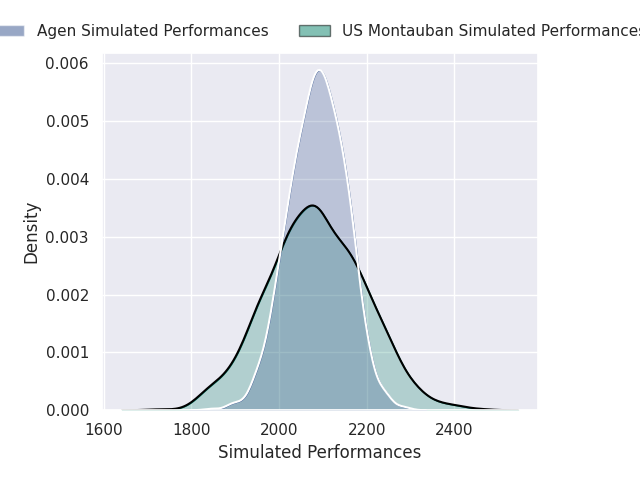 Agen Simulated Performances
US Montauban Simulated Performances
0.006
0.005
0.004
0.003
0.002
0.001
0.000
Density
1600 1800 2000 2200 2400
Simulated Performances